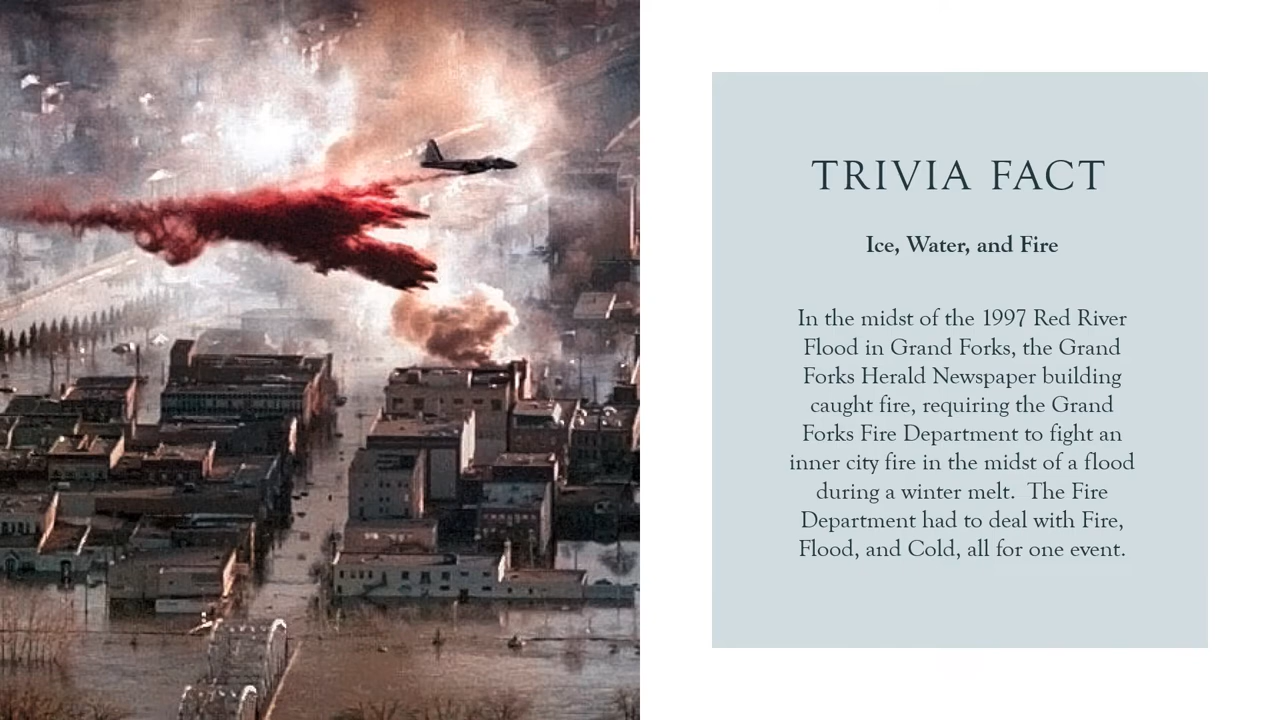 TRIVIA FACT
Ice, Water, and Fire
In the midst of the 1997 Red River
Flood in Grand Forks, the Grand
Forks Herald Newspaper building
caught fire, requiring the Grand
Forks Fire Department to fight an
inner city fire in the midst of a flood
during a winter melt.  The Fire
Department had to deal with Fire,
Flood, and Cold, all for one event.